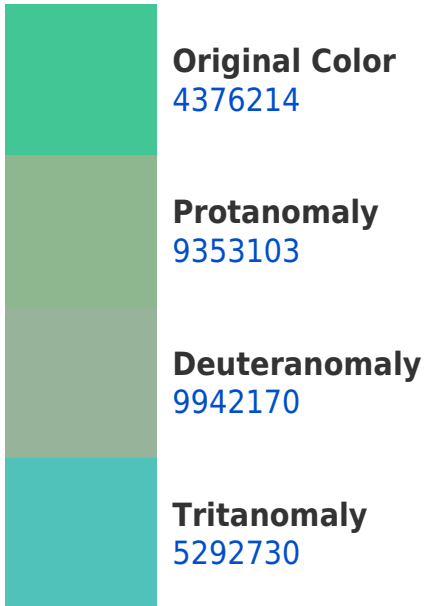 Original Color
4376214
Protanomaly
9353103
Deuteranomaly
9942170
Tritanomaly
5292730